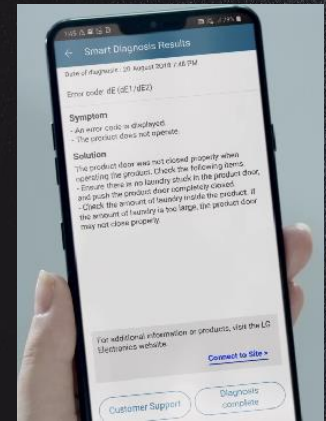 ← Smart Diagnosis Results
Date of diagnosis : 20 August 2019 7:46 PM
Error code: dE (dE1/dE2)
Symptom
- An error code is displayed.
- The product does not operate.
Solution
The product door was not closed properly when
operating the product. Check the following items.
- Ensure there is no laundry stuck in the product door,
and push the product door completely closed.
- Check the amount of laundry inside the product. If
the amount of laundry is too large, the product door
may not close properly.
For additional information or products, visit the LG
Electronics website.
Connect to Site >
Customer Support
Diagnosis
complete